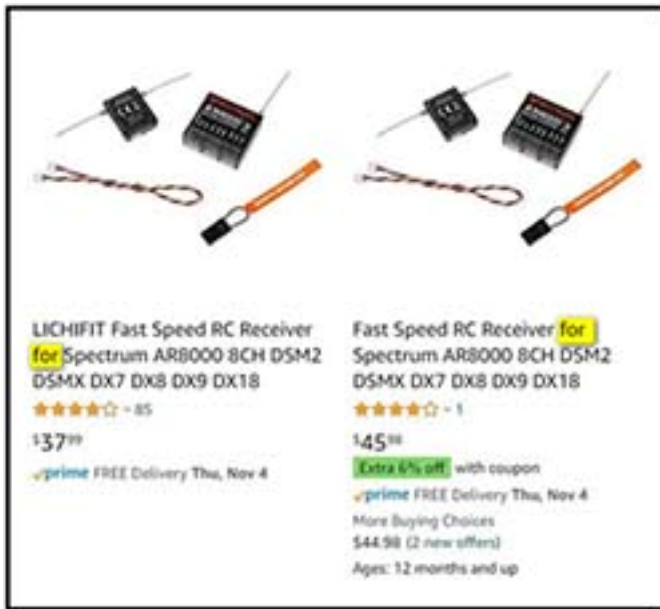 LICHIFIT Fast Speed RC Receiver
for Spectrum AR8000 8CH DSM2
DSMX DX7 DX8 DX9 DX18
85
$37.99
prime FREE Delivery Thu, Nov 4
Fast Speed RC Receiver for
Spectrum AR8000 8CH DSM2
DSMX DX7 DX8 DX9 DX18
1
$45.98
Extra 6% off with coupon
prime FREE Delivery Thu, Nov 4
More Buying Choices
$44.98 (2 new offers)
Ages: 12 months and up